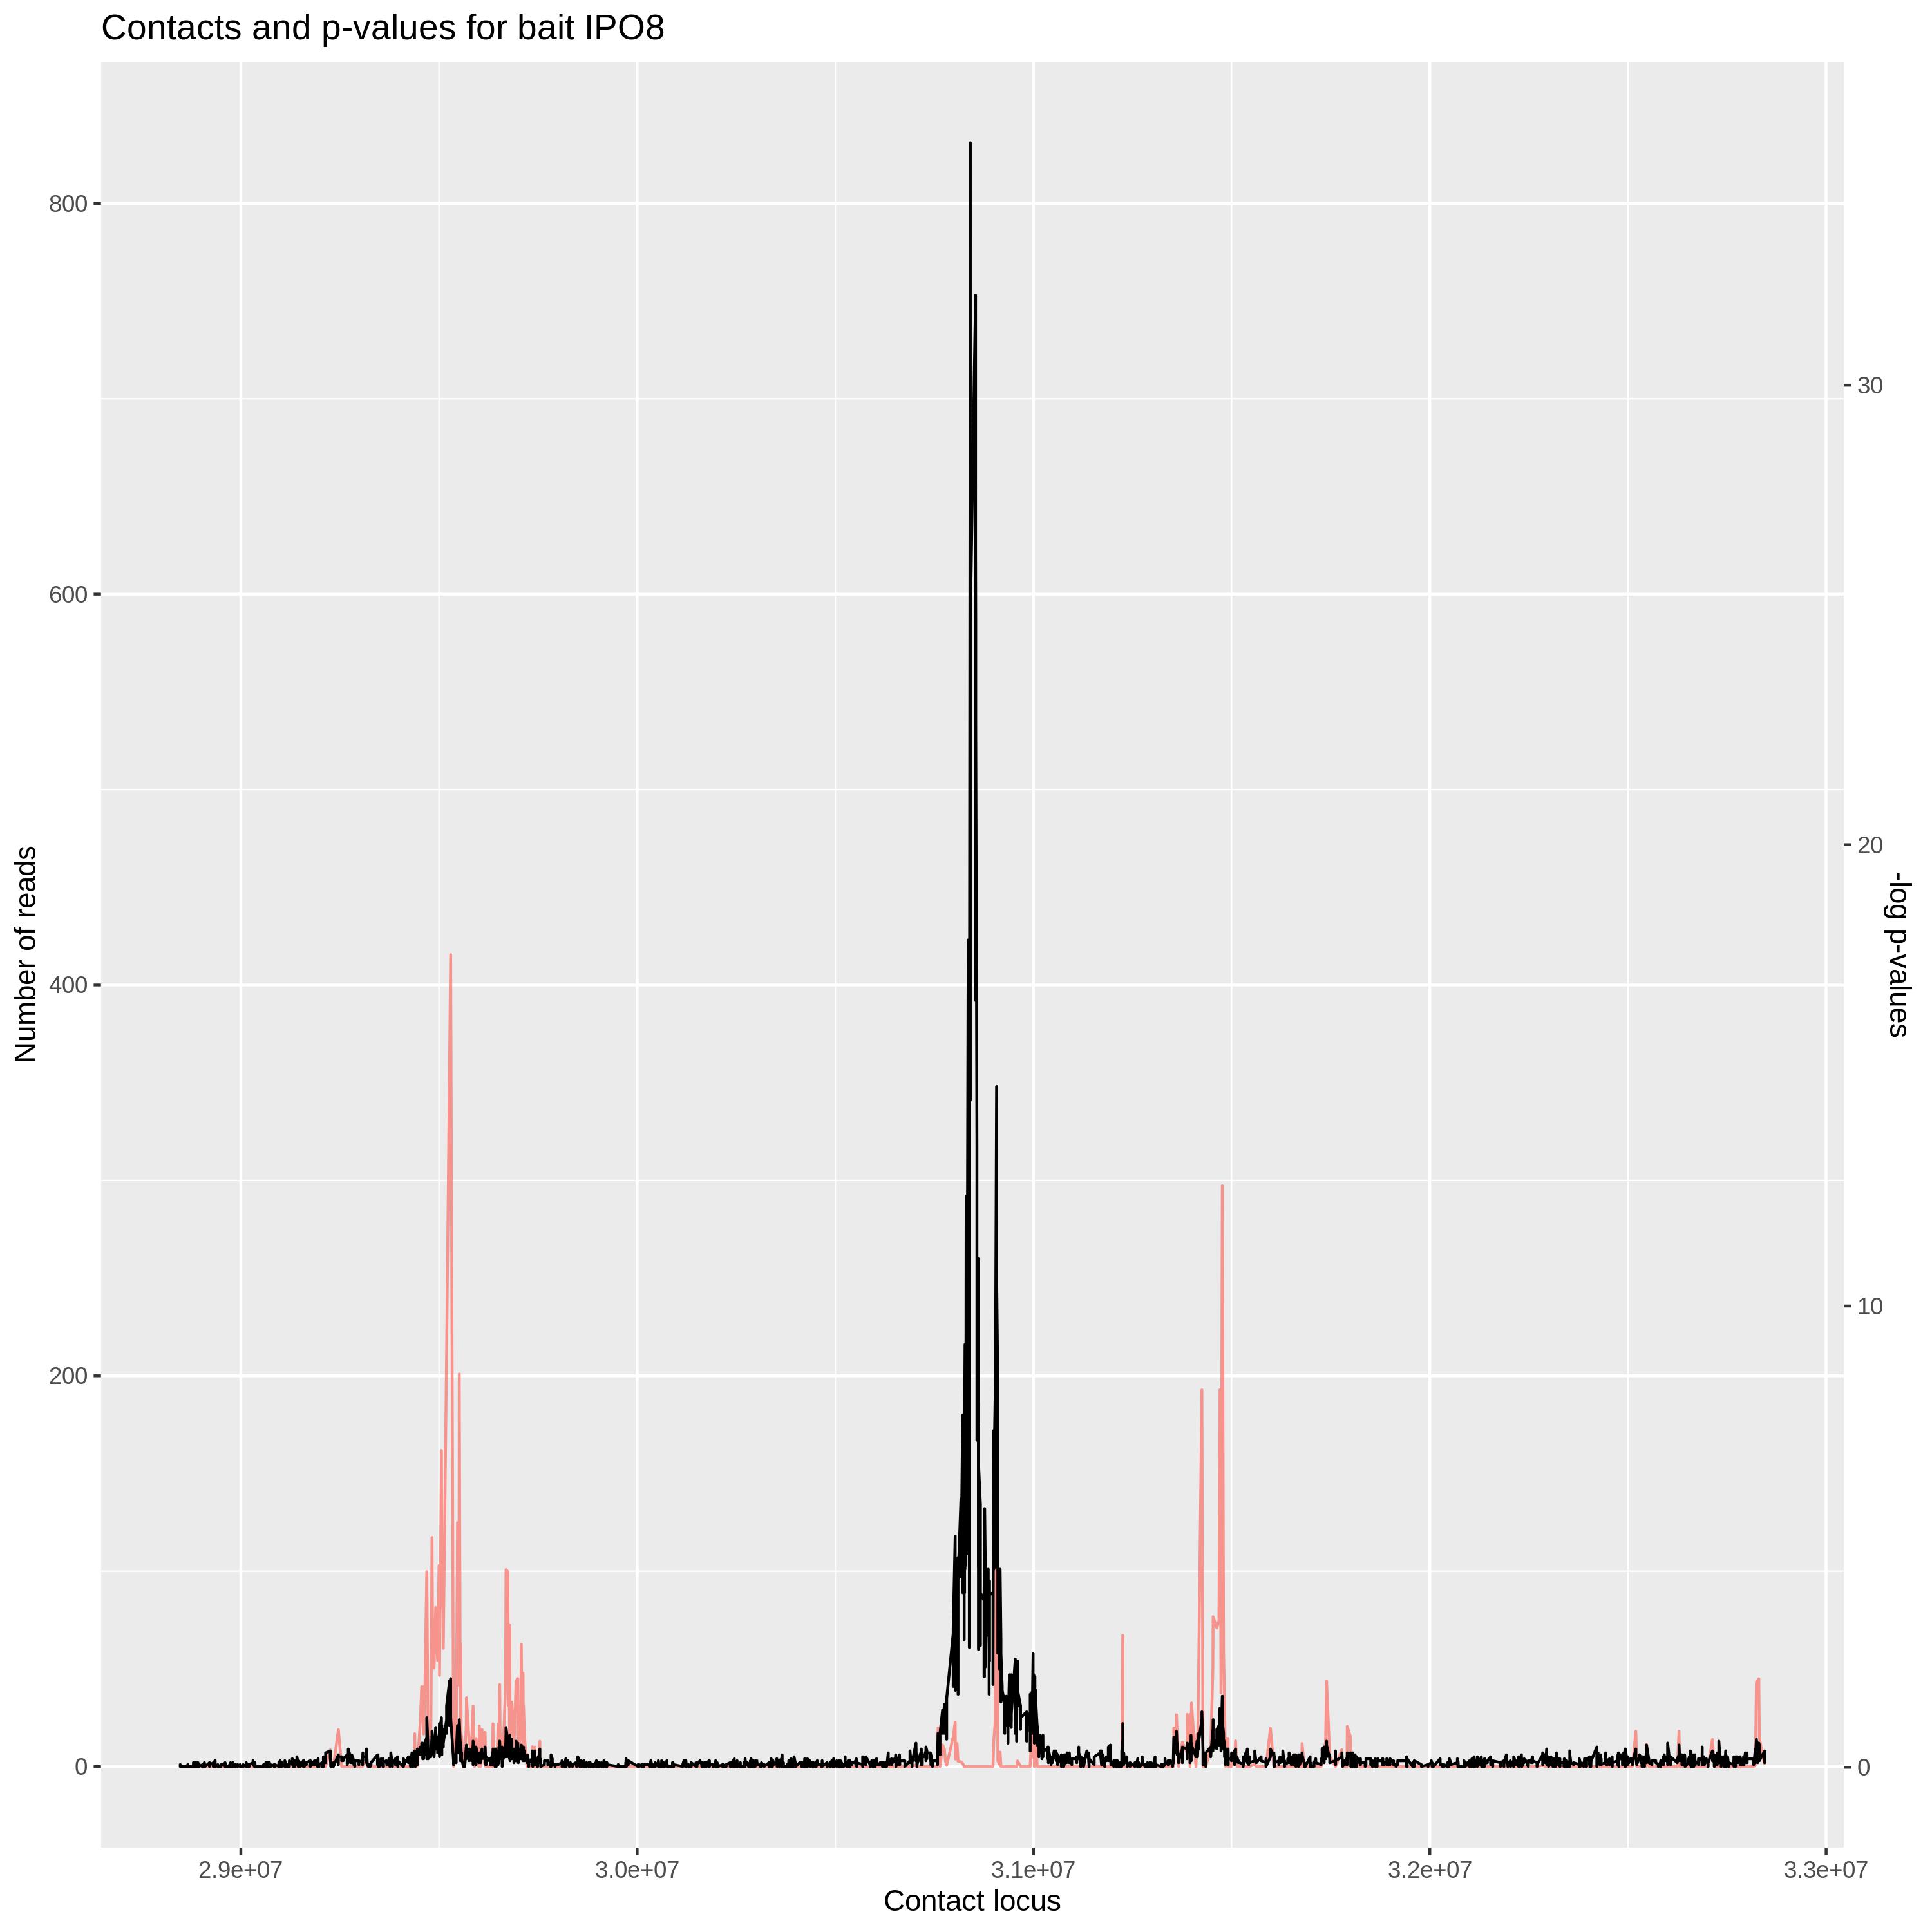 Contacts and p-values for bait IPO8
800
600
400
200
0
Number of reads
30
20
10
0
-log p-values
2.9e+07
3.0e+07
3.1e+07
3.2e+07
3.3e+07
Contact locus